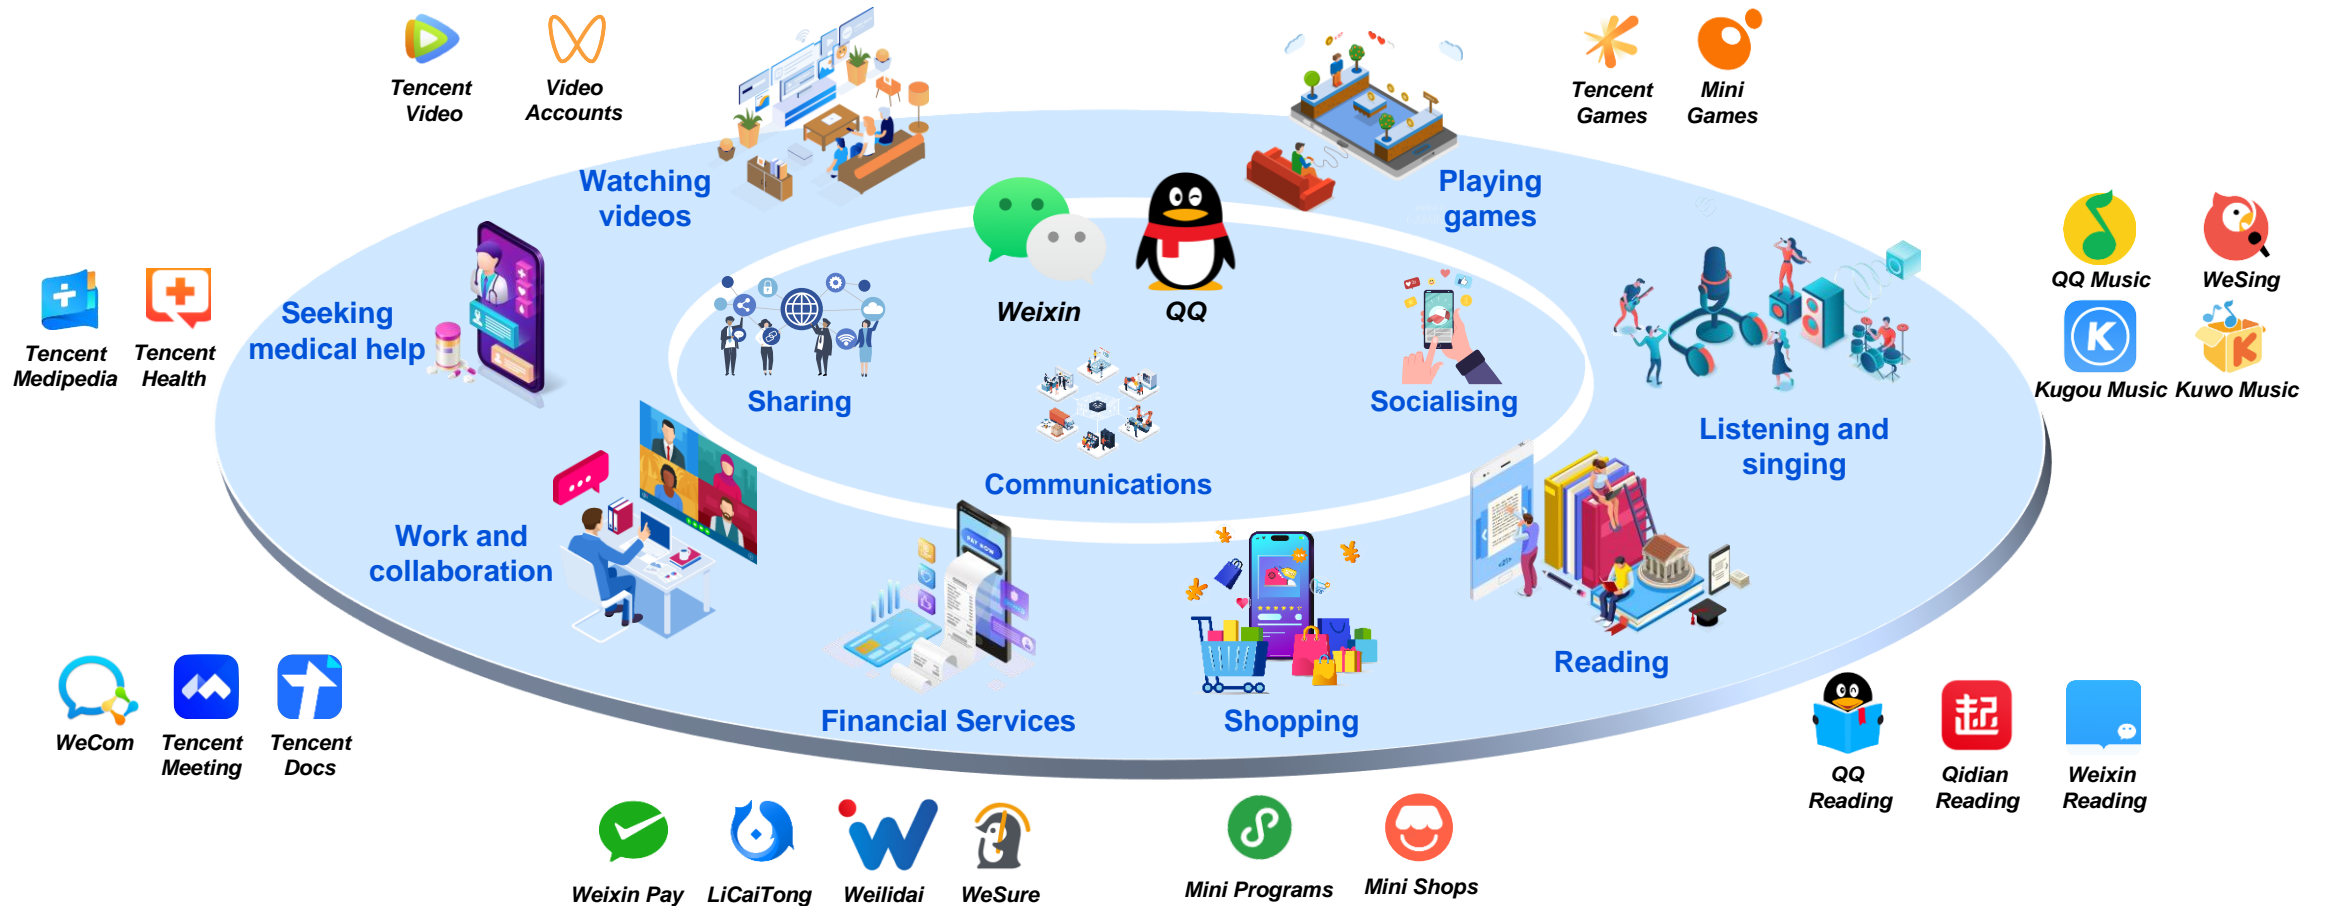 Tencent
Video
Video
Accounts
Tencent
Games
Mini
Games
Watching
videos
Playing
games
Weixin
QQ
QQ Music
WeSing
Kugou Music
Kuwo Music
Seeking
medical help
Tencent
Medipedia
Tencent
Health
Sharing
Socialising
Communications
Listening and
singing
Work and
collaboration
PAY NOW
Financial Services
Shopping
Reading
WeCom
Tencent
Meeting
Tencent
Docs
起
QQ
Reading
Qidian
Reading
Weixin
Reading
Weixin Pay
LiCaiTong
Weilidai
WeSure
Mini Programs
Mini Shops